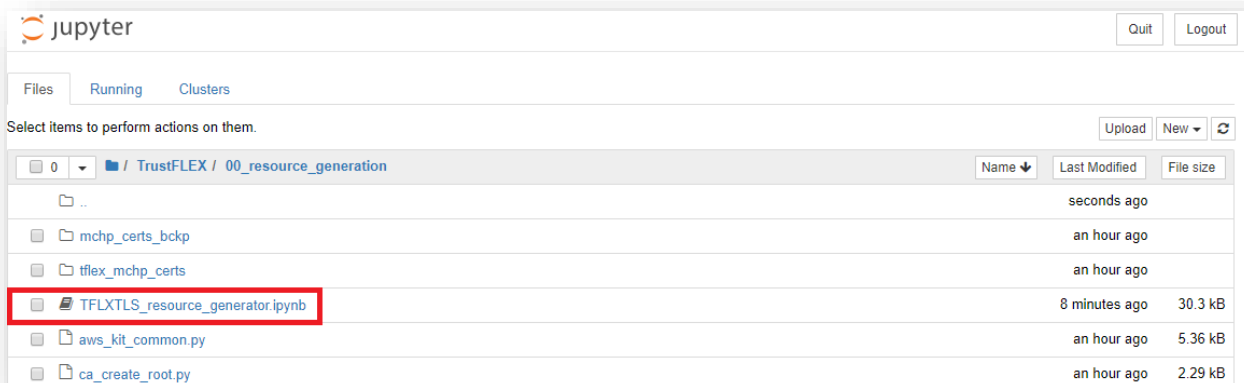 jupyter Quit Logout
Files Running Clusters
Select items to perform actions on them. Upload New
0 / TrustFLEX / 00_resource_generation Name Last Modified File size
.. seconds ago
mchp_certs_bckp an hour ago
tflex_mchp_certs an hour ago
TFLXTLS_resource_generator.ipynb 8 minutes ago 30.3 kB
aws_kit_common.py an hour ago 5.36 kB
ca_create_root.py an hour ago 2.29 kB